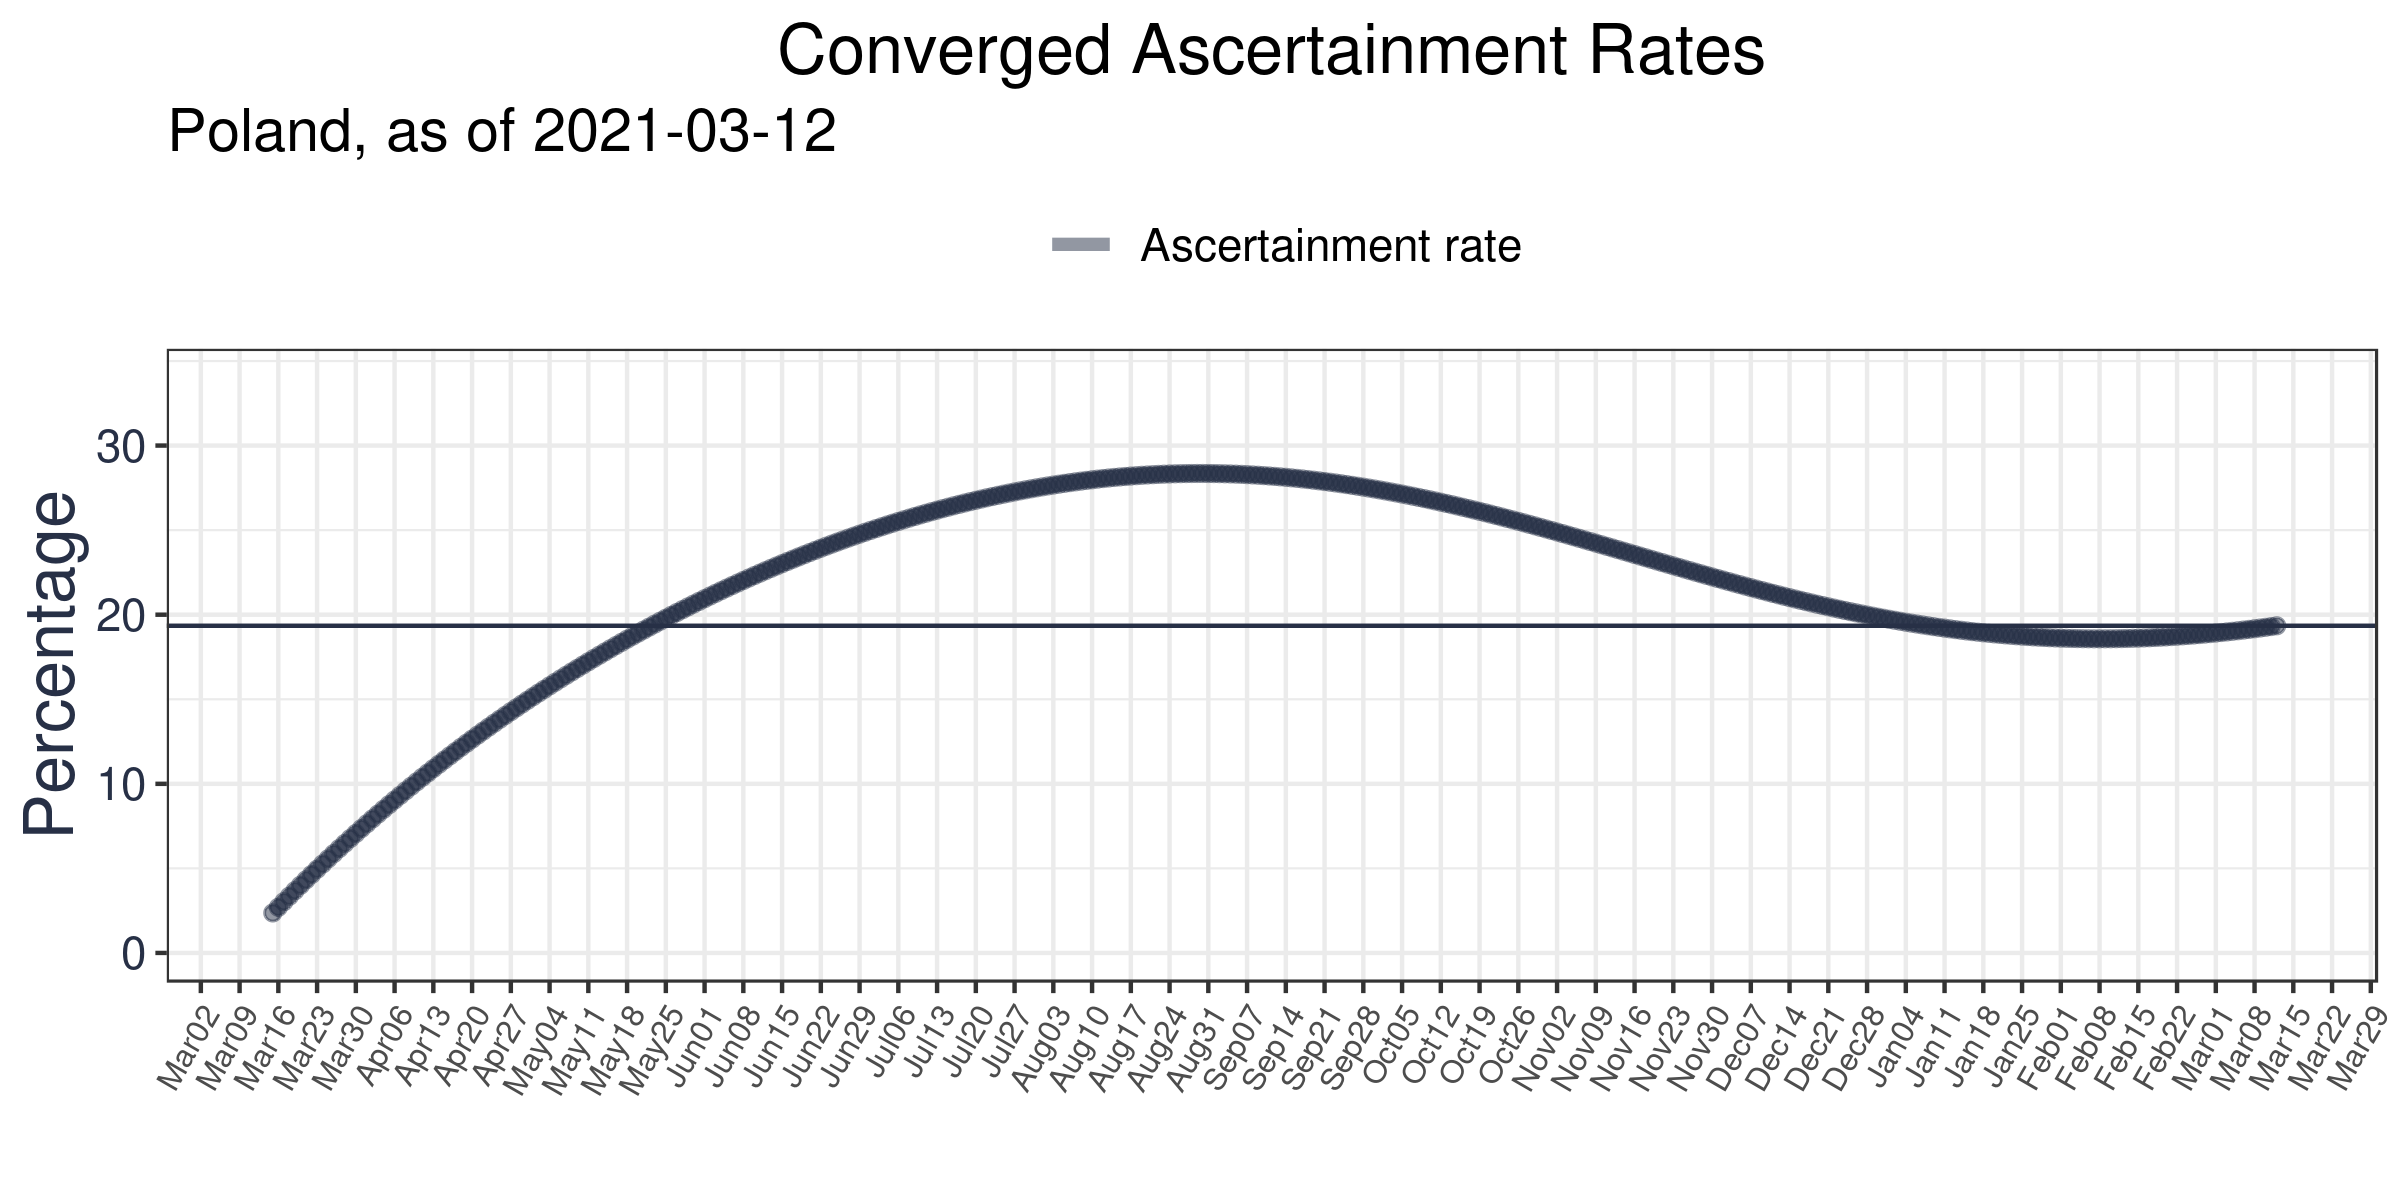 Converged Ascertainment Rates
Poland, as of 2021-03-12
Ascertainment rate
Percentage
30
20
10
0
Mar02 Mar09 Mar16 Mar23 Mar30 Apr06 Apr13 Apr20 Apr27 May04 May11 May18 May25 Jun01 Jun08 Jun15 Jun22 Jun29 Jul06 Jul13 Jul20 Jul27 Aug03 Aug10 Aug17 Aug24 Aug31 Sep07 Sep14 Sep21 Sep28 Oct05 Oct12 Oct19 Oct26 Nov02 Nov09 Nov16 Nov23 Nov30 Dec07 Dec14 Dec21 Dec28 Jan04 Jan11 Jan18 Jan25 Feb01 Feb08 Feb15 Feb22 Mar01 Mar08 Mar15 Mar22 Mar29